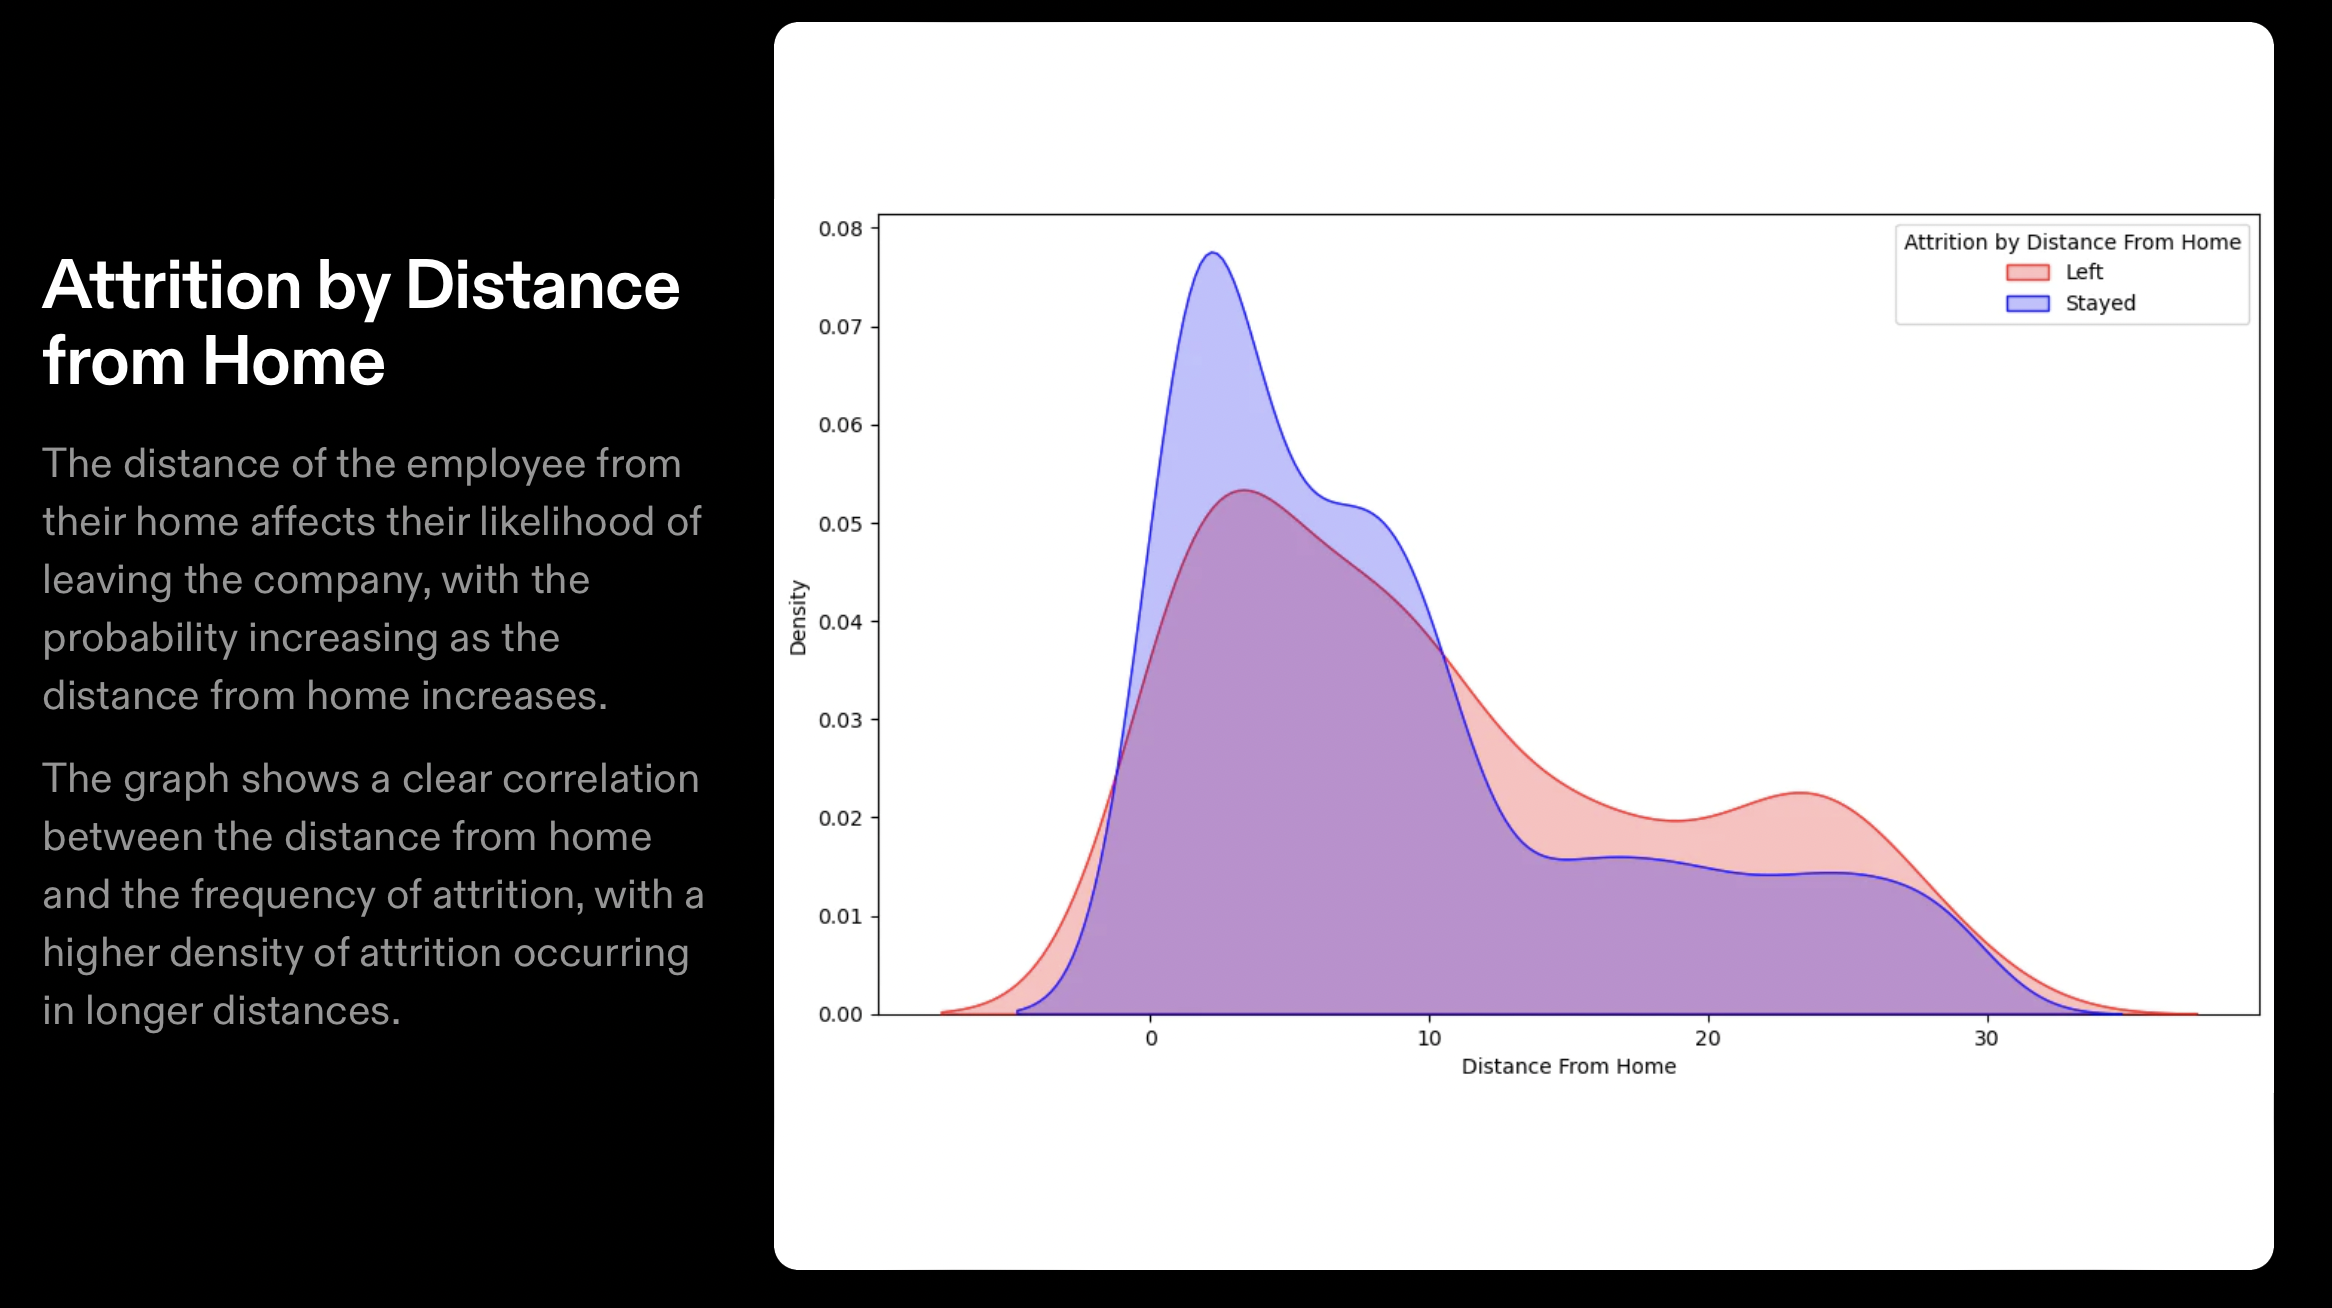 Attrition by Distance
from Home
The distance of the employee from
their home affects their likelihood of
leaving the company, with the
probability increasing as the
distance from home increases.
The graph shows a clear correlation
between the distance from home
and the frequency of attrition, with a
higher density of attrition occurring
in longer distances.
Attrition by Distance From Home
Left
Stayed
Density
0.08
0.07
0.06
0.05
0.04
0.03
0.02
0.01
0.00
0 10 20 30
Distance From Home